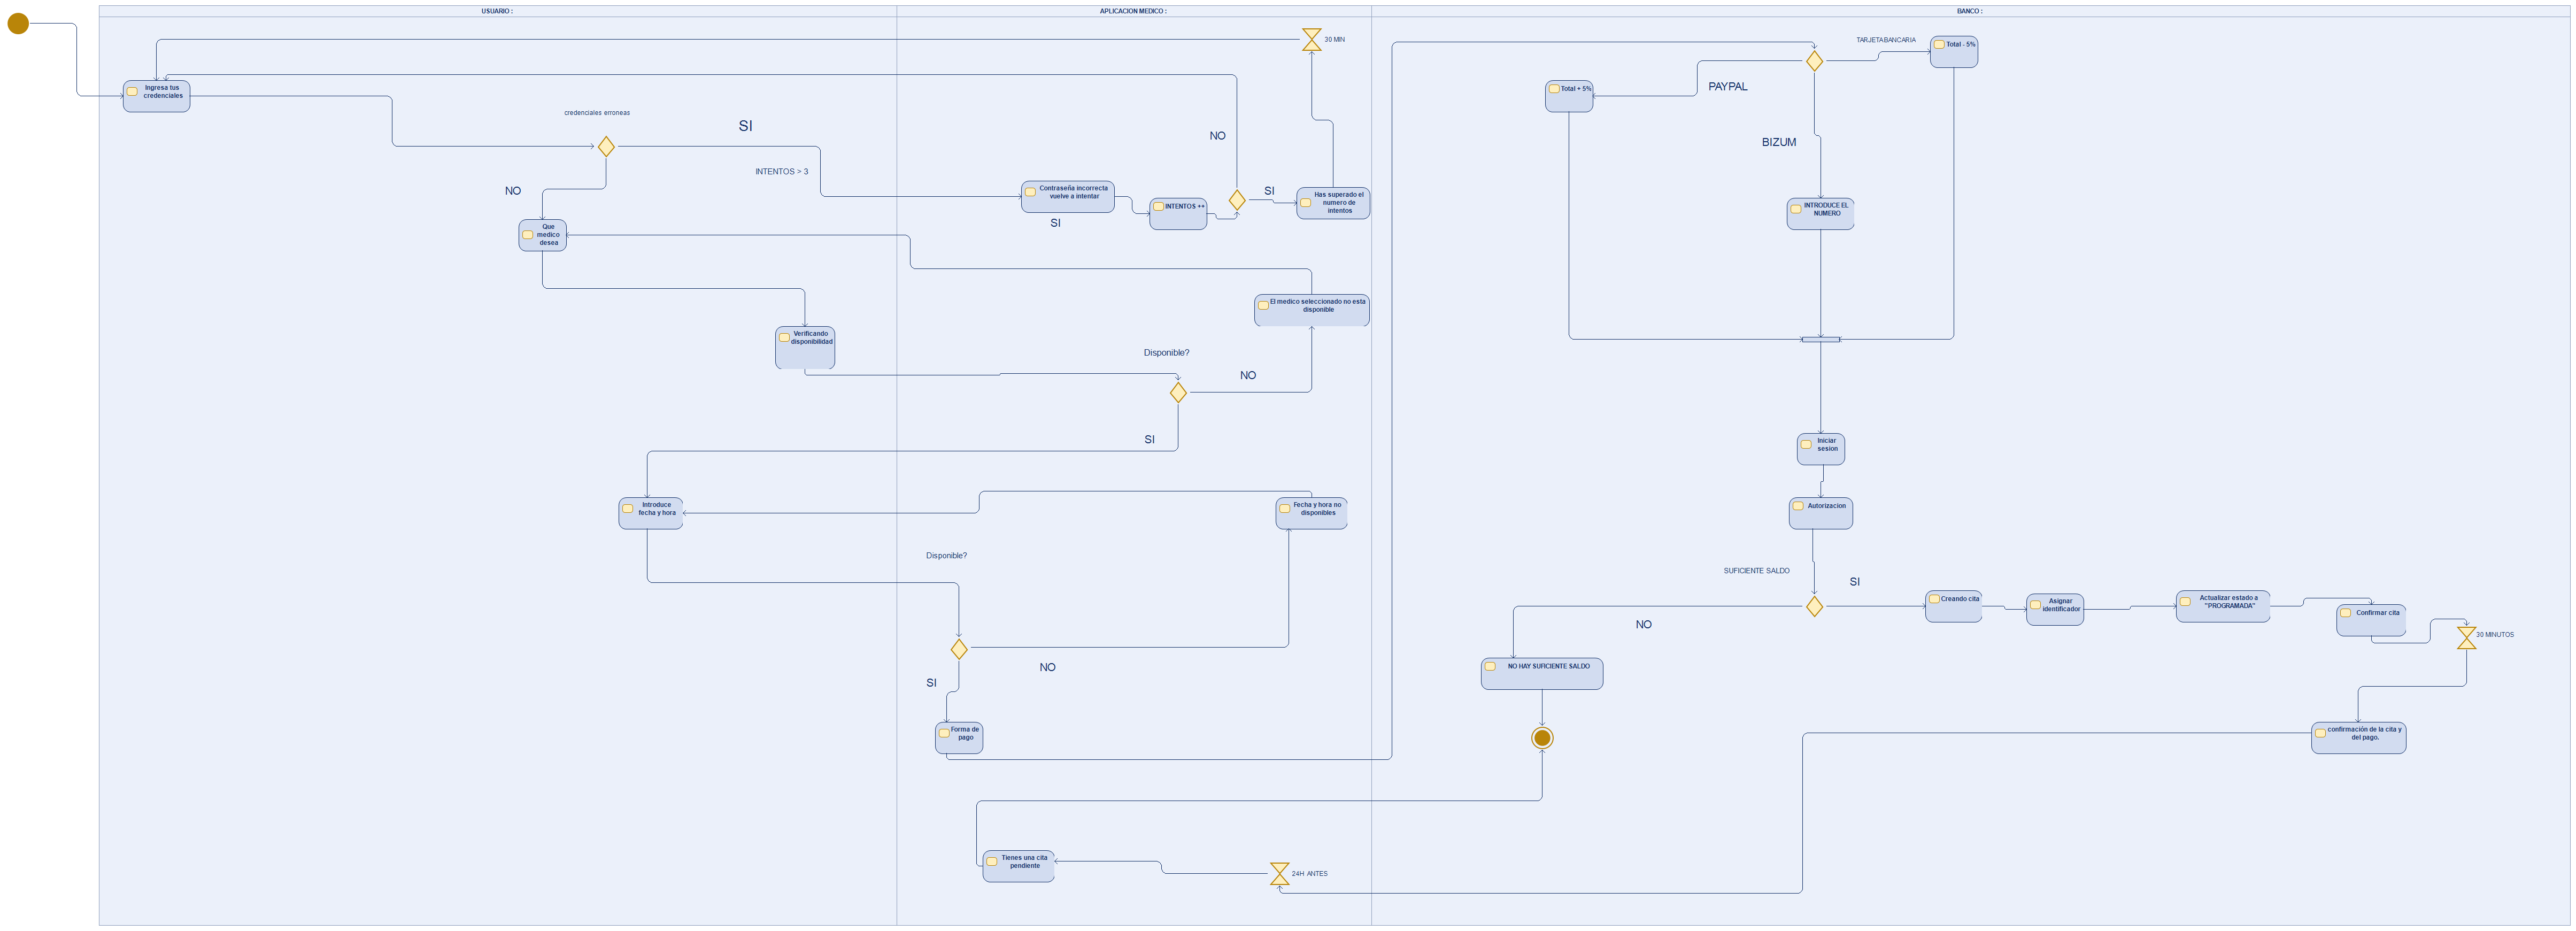 USUARIO :
APLICACION MEDICO :
BANCO :
30 MIN
TARJETA BANCARIA
Total - 5%
Ingresa tus
credenciales
Total + 5%
PAYPAL
credenciales erroneas
SI
NO
BIZUM
INTENTOS > 3
NO
Contraseña incorrecta
vuelve a intentar
SI
INTENTOS ++
SI
Has superado el
numero de
intentos
INTRODUCE EL
NUMERO
Que
medico
desea
El medico seleccionado no esta
disponible
Verificando
disponibilidad
Disponible?
NO
SI
Iniciar
sesion
Introduce
fecha y hora
Fecha y hora no
disponibles
Autorizacion
Disponible?
SUFICIENTE SALDO
SI
Creando cita
Asignar
identificador
Actualizar estado a
"PROGRAMADA"
Confirmar cita
30 MINUTOS
NO
NO
SI
NO HAY SUFICIENTE SALDO
Forma de
pago
confirmación de la cita y
del pago.
Tienes una cita
pendiente
24H ANTES